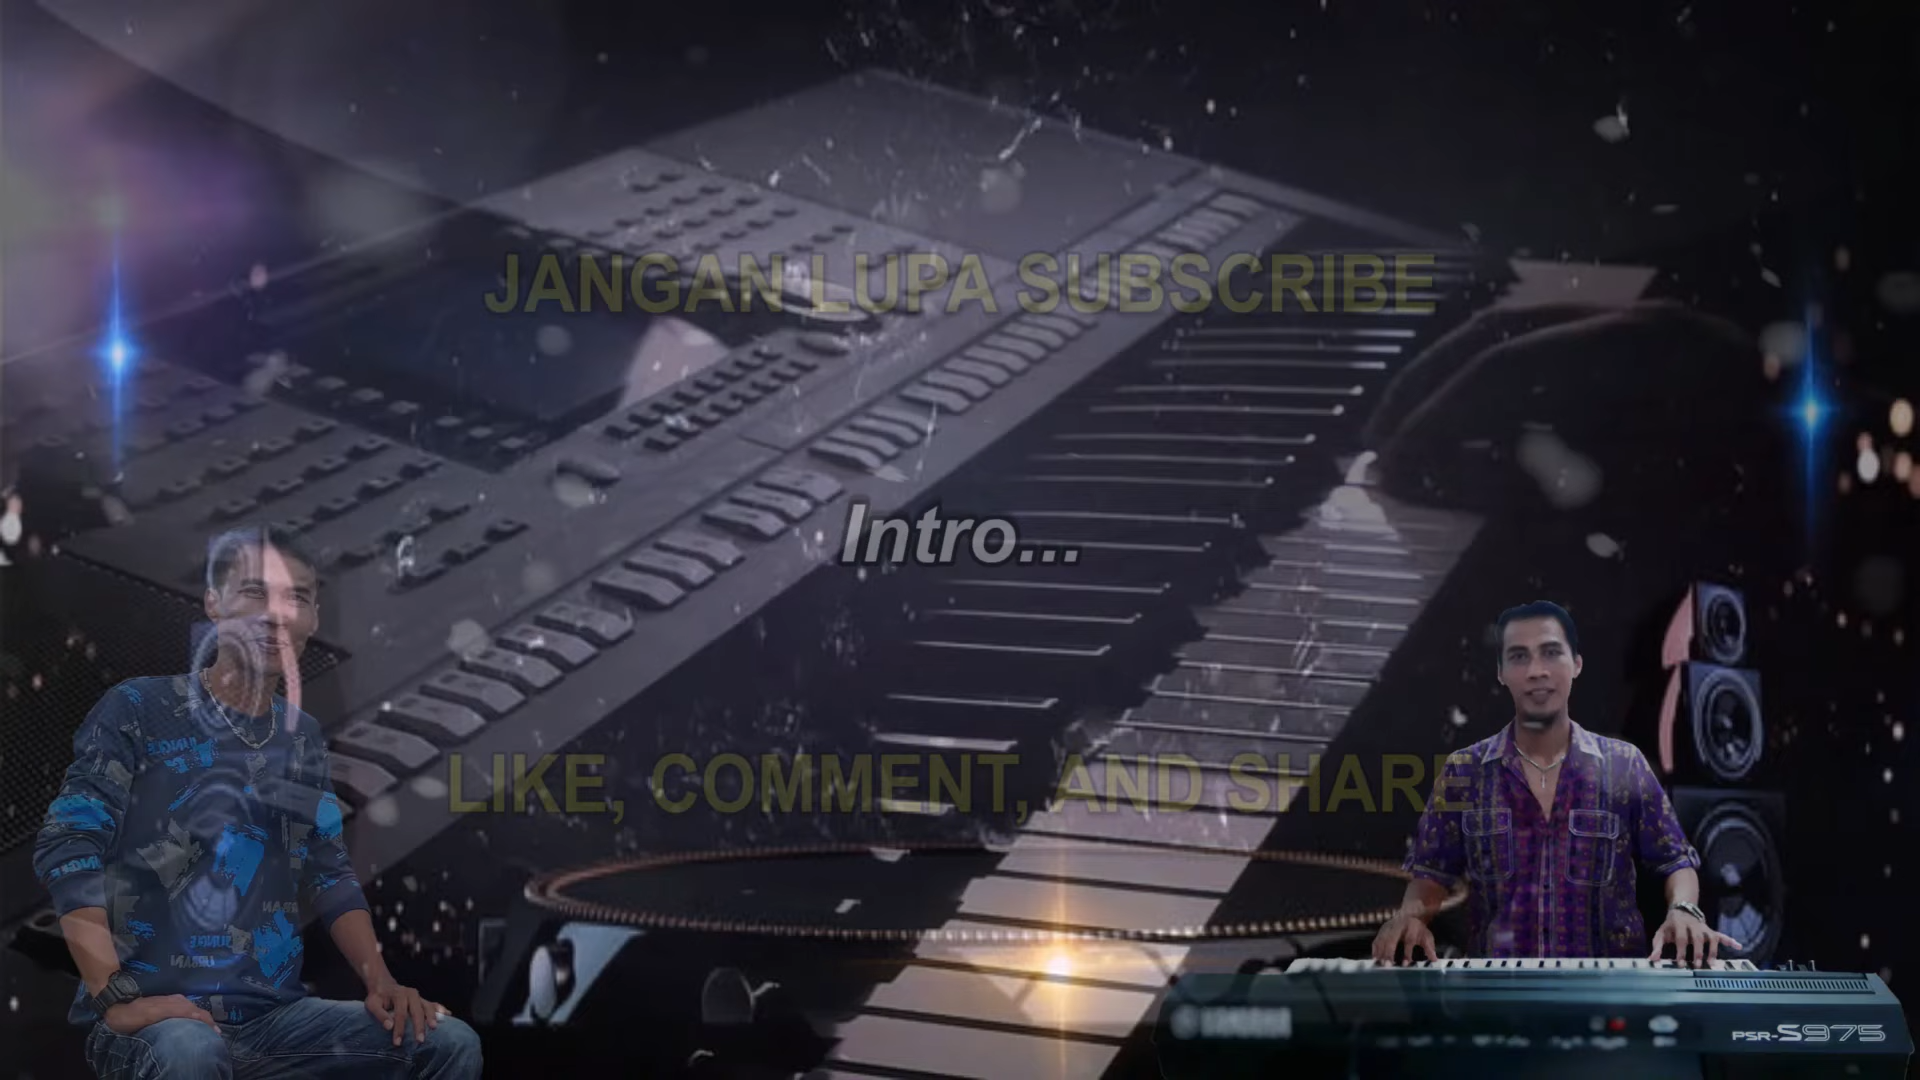 JANGAN LUPA SUBSCRIBE
Intro...
LIKE, COMMENT, AND SHARE
PSR-S975